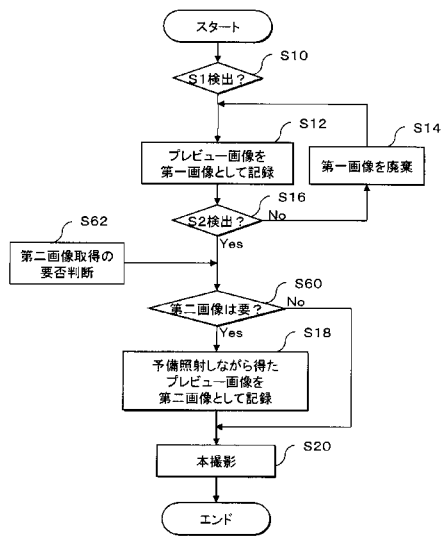 スタート
S10
S1検出?
S12
S14
プレビュー画像を
第一画像として記録
第一画像を廃棄
S16
S2検出?
No
Yes
S62
第二画像取得の
要否判断
S60
第二画像は要?
No
Yes
S18
予備照射しながら得た
プレビュー画像を
第二画像として記録
S20
本撮影
エンド